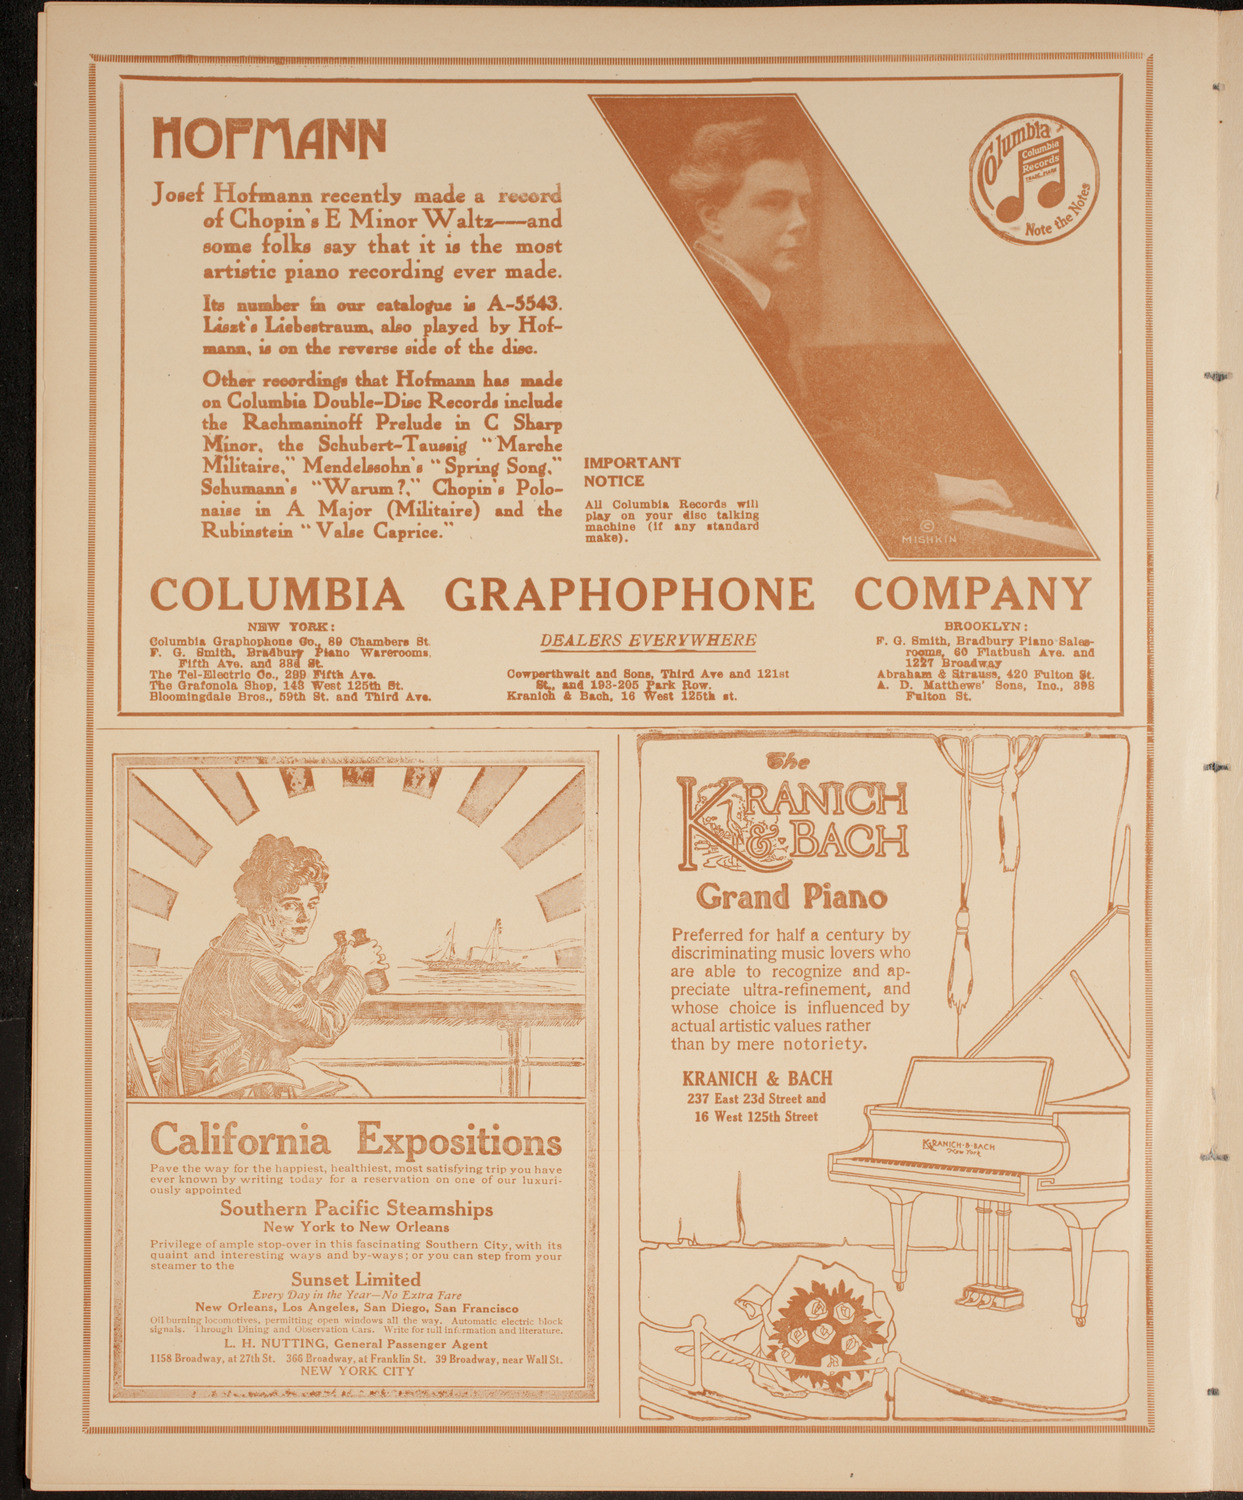 HOFMANN
Josef Hofmann recently made a record
of Chopin's E Minor Waltz—and
some folks say that it is the most
artistic piano recording ever made.
Its number in our catalogue is A-5543.
Liszt's Liebestraum, also played by Hof-
mann, is on the reverse side of the disc.
Other recordings that Hofmann has made
on Columbia Double-Disc Records include
the Rachmaninoff Prelude in C Sharp
Minor, the Schubert-Taussig "Marche
Militaire," Mendelssohn's "Spring Song,"
Schumann's "Warum?," Chopin's Polo-
naise in A Major (Militaire) and the
Rubinstein "Valse Caprice."
IMPORTANT
NOTICE
All Columbia Records will
play on your disc talking
machine (if any standard
make).
©
MISHKIN
Columbia
Columbia
Records
TRADE MARK
Note the Notes
COLUMBIA GRAPHOPHONE COMPANY
NEW YORK:
Columbia Graphophone Co., 89 Chambers St.
F. G. Smith, Bradbury Piano Warerooms,
Fifth Ave. and 38d St.
The Tel-Electric Co., 299 Fifth Ave.
The Grafonola Shop, 148 West 125th St.
Bloomingdale Bros., 59th St. and Third Ave.
DEALERS EVERYWHERE
Cowperthwait and Sons, Third Ave and 121st
St., and 193-205 Park Row.
Kranich & Bach, 16 West 125th st.
BROOKLYN:
F. G. Smith, Bradbury Piano Sales-
rooms, 60 Flatbush Ave. and
1227 Broadway
Abraham & Strauss, 420 Fulton St.
A. D. Matthews' Sons, Inc., 398
Fulton St.
California Expositions
Pave the way for the happiest, healthiest, most satisfying trip you have
ever known by writing today for a reservation on one of our luxuri-
ously appointed
Southern Pacific Steamships
New York to New Orleans
Privilege of ample stop-over in this fascinating Southern City, with its
quaint and interesting ways and by-ways; or you can step from your
steamer to the
Sunset Limited
Every Day in the Year—No Extra Fare
New Orleans, Los Angeles, San Diego, San Francisco
Oil burning locomotives, permitting open windows all the way. Automatic electric block
signals. Through Dining and Observation Cars. Write for full information and literature.
L. H. NUTTING, General Passenger Agent
1158 Broadway, at 27th St. 366 Broadway, at Franklin St. 39 Broadway, near Wall St.
NEW YORK CITY
The
KRANICH
& BACH
Grand Piano
Preferred for half a century by
discriminating music lovers who
are able to recognize and ap-
preciate ultra-refinement, and
whose choice is influenced by
actual artistic values rather
than by mere notoriety.
KRANICH & BACH
237 East 23d Street and
16 West 125th Street
KRANICH-&-BACH
New York